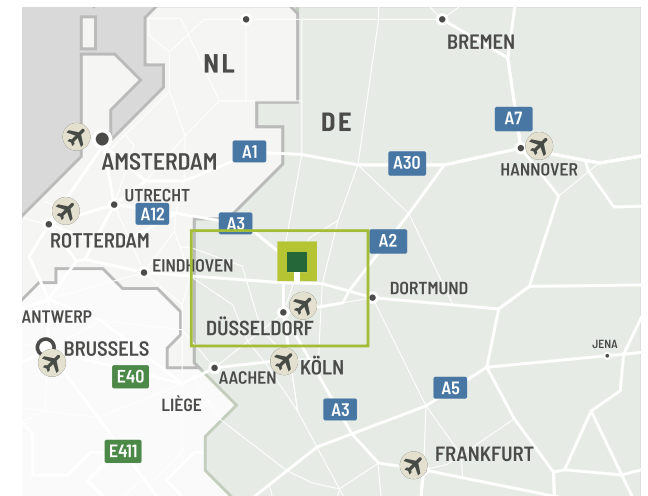 BREMEN
NL
DE
A7
AMSTERDAM
A1
A30
HANNOVER
UTRECHT
A12
A3
ROTTERDAM
A2
EINDHOVEN
DORTMUND
ANTWERP
DÜSSELDORF
BRUSSELS
JENA
E40
AACHEN
KÖLN
A5
LIÈGE
A3
E411
FRANKFURT